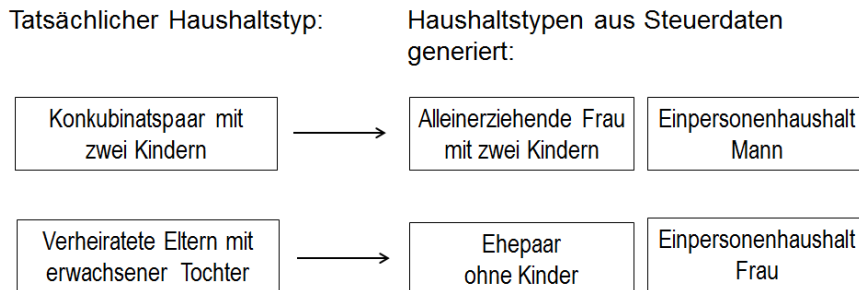 Tatsächlicher Haushaltstyp:
Haushaltstypen aus Steuerdaten
generiert:
Konkubinatspaar mit
zwei Kindern
Alleinerziehende Frau
mit zwei Kindern
Einpersonenhaushalt
Mann
Verheiratete Eltern mit
erwachsener Tochter
Ehepaar
ohne Kinder
Einpersonenhaushalt
Frau